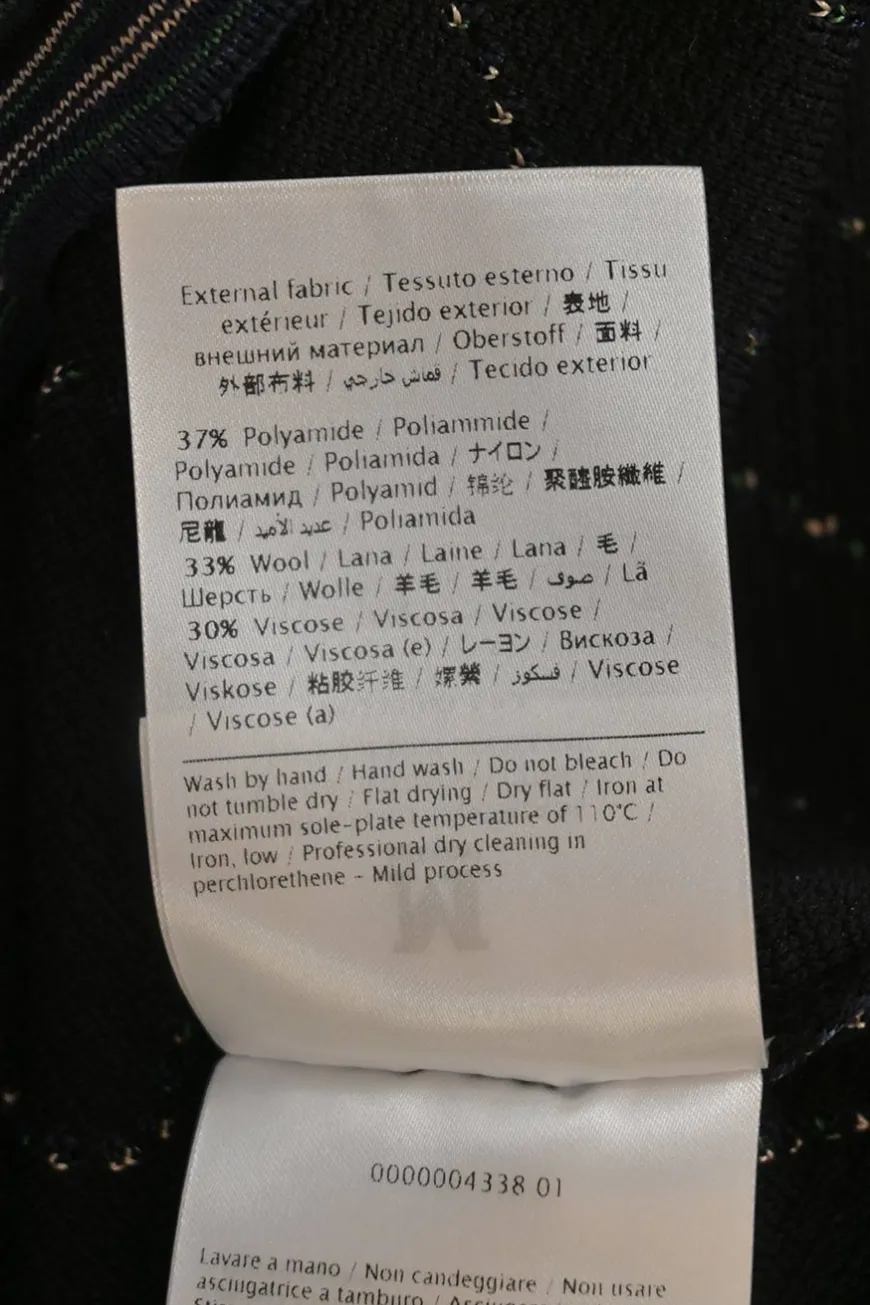 External fabric / Tessuto esterno / Tissu
extérieur / Tejido exterior / 表地 /
внешний материал / Oberstoff / 面料 /
外部布料 / قماش خارجي / Tecido exterior
37% Polyamide / Poliammide /
Polyamide / Poliamida / ナイロン /
Полиамид / Polyamid / 锦纶 / 聚醯胺纖維 /
尼龍 / عديد الأميد / Poliamida
33% Wool / Lana / Laine / Lana / 毛 /
Шерсть / Wolle / 羊毛 / 羊毛 / صوف / Lã
30% Viscose / Viscosa / Viscose /
Viscosa / Viscosa (e) / レーヨン / Вискоза /
Viskose / 粘胶纤维 / 嫘縈 / فسكوز / Viscose
/ Viscose (a)
Wash by hand / Hand wash / Do not bleach / Do
not tumble dry / Flat drying / Dry flat / Iron at
maximum sole-plate temperature of 110°C /
Iron, low / Professional dry cleaning in
perchlorethene - Mild process
M
0000004338 01
Lavare a mano / Non candeggiare / Non usare
asciugatrice a tamburo /